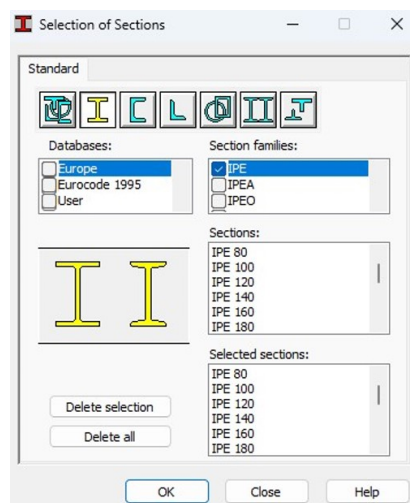 Selection of Sections
Standard
Databases:
Europe
Eurocode 1995
User
Section families:
IPE
IPEA
IPEO
Sections:
IPE 80
IPE 100
IPE 120
IPE 140
IPE 160
IPE 180
Selected sections:
IPE 80
IPE 100
IPE 120
IPE 140
IPE 160
IPE 180
Delete selection
Delete all
OK
Close
Help